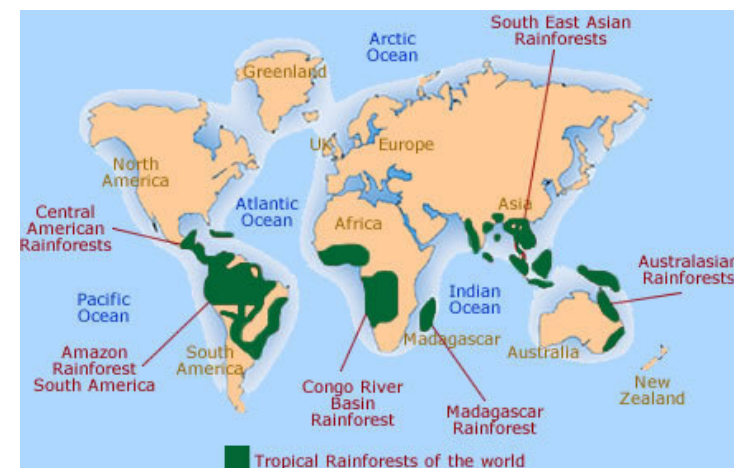 South East Asian
Rainforests
Arctic
Ocean
Greenland
UK
Europe
North
America
Atlantic
Ocean
Asia
Central
American
Rainforests
Africa
Australasian
Rainforests
Pacific
Ocean
Indian
Ocean
Madagascar
Amazon
Rainforest
South America
South
America
Australia
Congo River
Basin
Rainforest
Madagascar
Rainforest
New
Zealand
Tropical Rainforests of the world